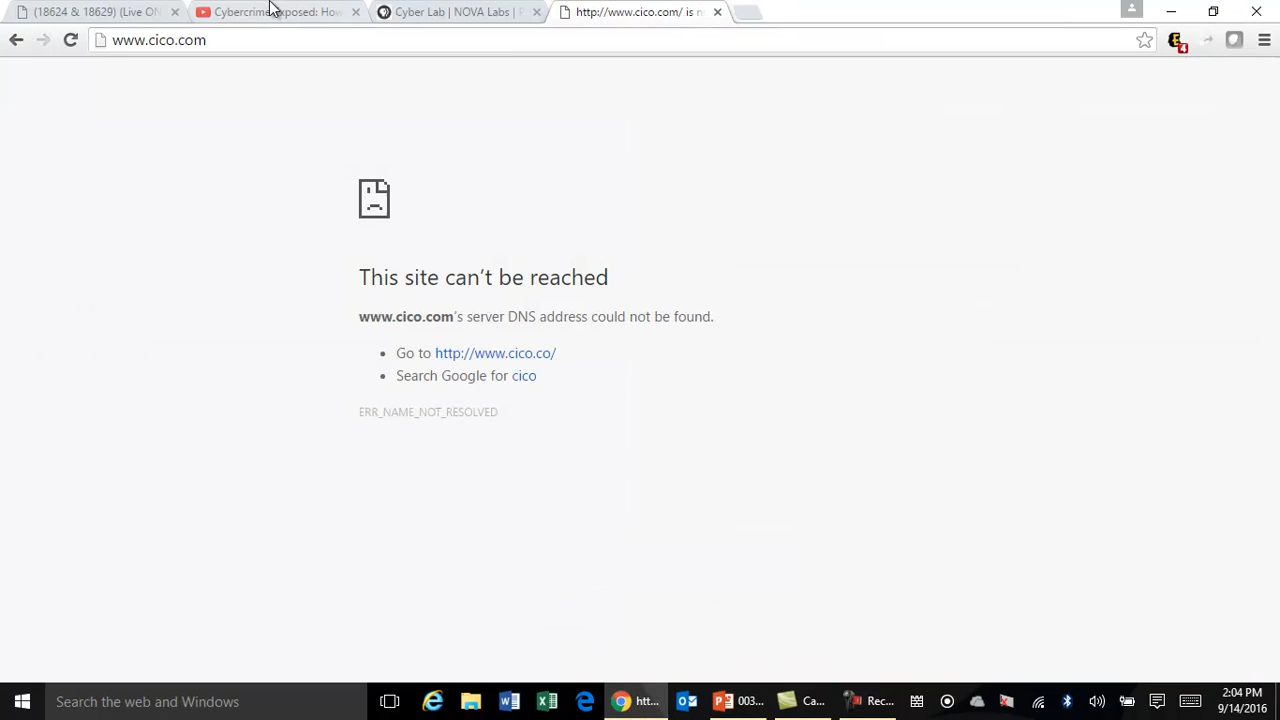 (18624 & 18629) (Live ON
Cybercrime Exposed: How
Cyber Lab | NOVA Labs | P
http://www.cico.com/ is n
www.cico.com
4
This site can't be reached
www.cico.com's server DNS address could not be found.
• Go to http://www.cico.co/
• Search Google for cico
ERR_NAME_NOT_RESOLVED
Search the web and Windows
htt...
003...
Ca...
Rec...
2:04 PM
9/14/2016